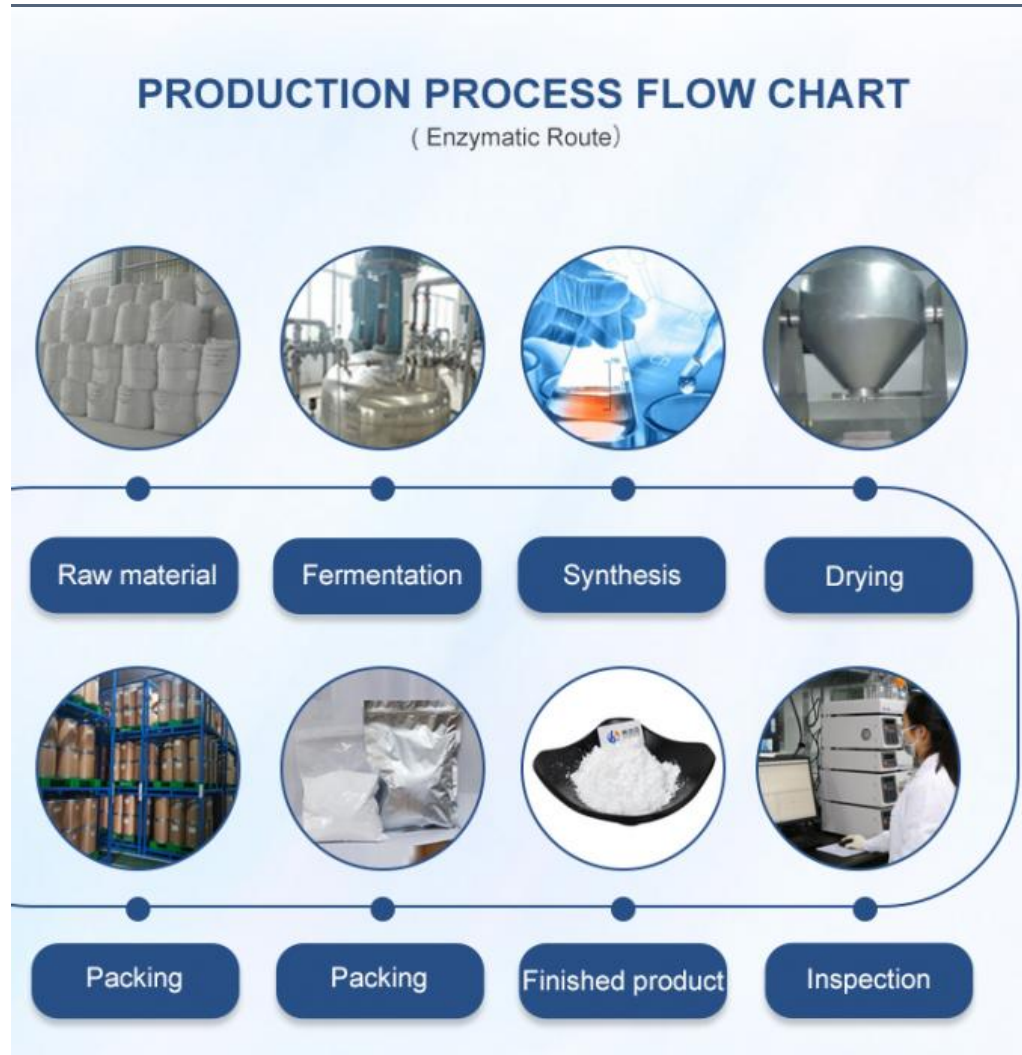 PRODUCTION PROCESS FLOW CHART
( Enzymatic Route）
Raw material
Fermentation
Synthesis
Drying
Packing
Packing
Finished product
Inspection